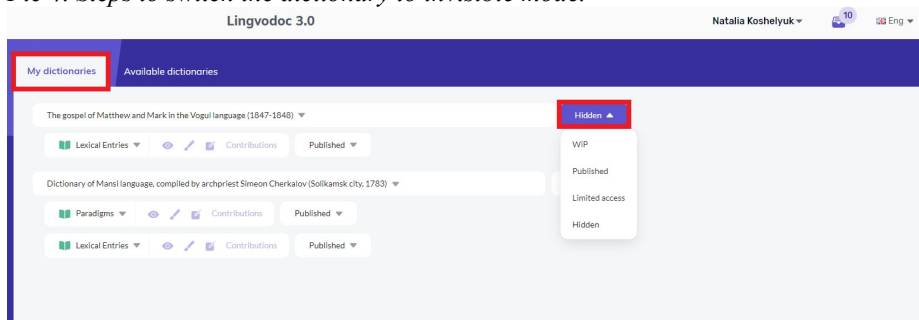 Pic 4. Steps to switch the dictionary to invisible mode.
Lingvodoc 3.0
Natalia Koshelyuk
10
Eng
My dictionaries
Available dictionaries
The gospel of Matthew and Mark in the Vogul language (1847-1848)
Hidden
Lexical Entries
Contributions
Published
WIP
Published
Dictionary of Mansi language, compiled by archpriest Simeon Cherkalov (Solikamsk city, 1783)
Limited access
Paradigms
Contributions
Published
Hidden
Lexical Entries
Contributions
Published